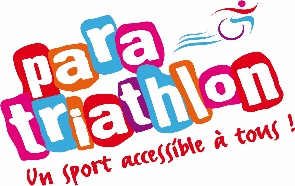 para
triathlon
Un sport accessible à tous !